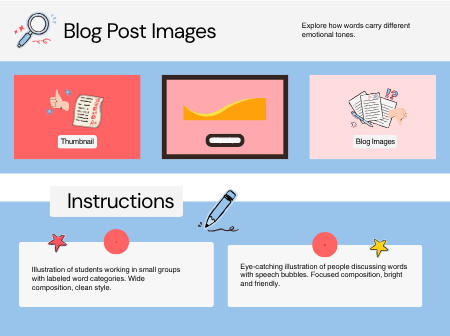 Blog Post Images
Explore how words carry different
emotional tones.
!?
Thumbnail
Blog Images
Instructions
Illustration of students working in small groups
with labeled word categories. Wide
composition, clean style.
Eye-catching illustration of people discussing words
with speech bubbles. Focused composition, bright
and friendly.